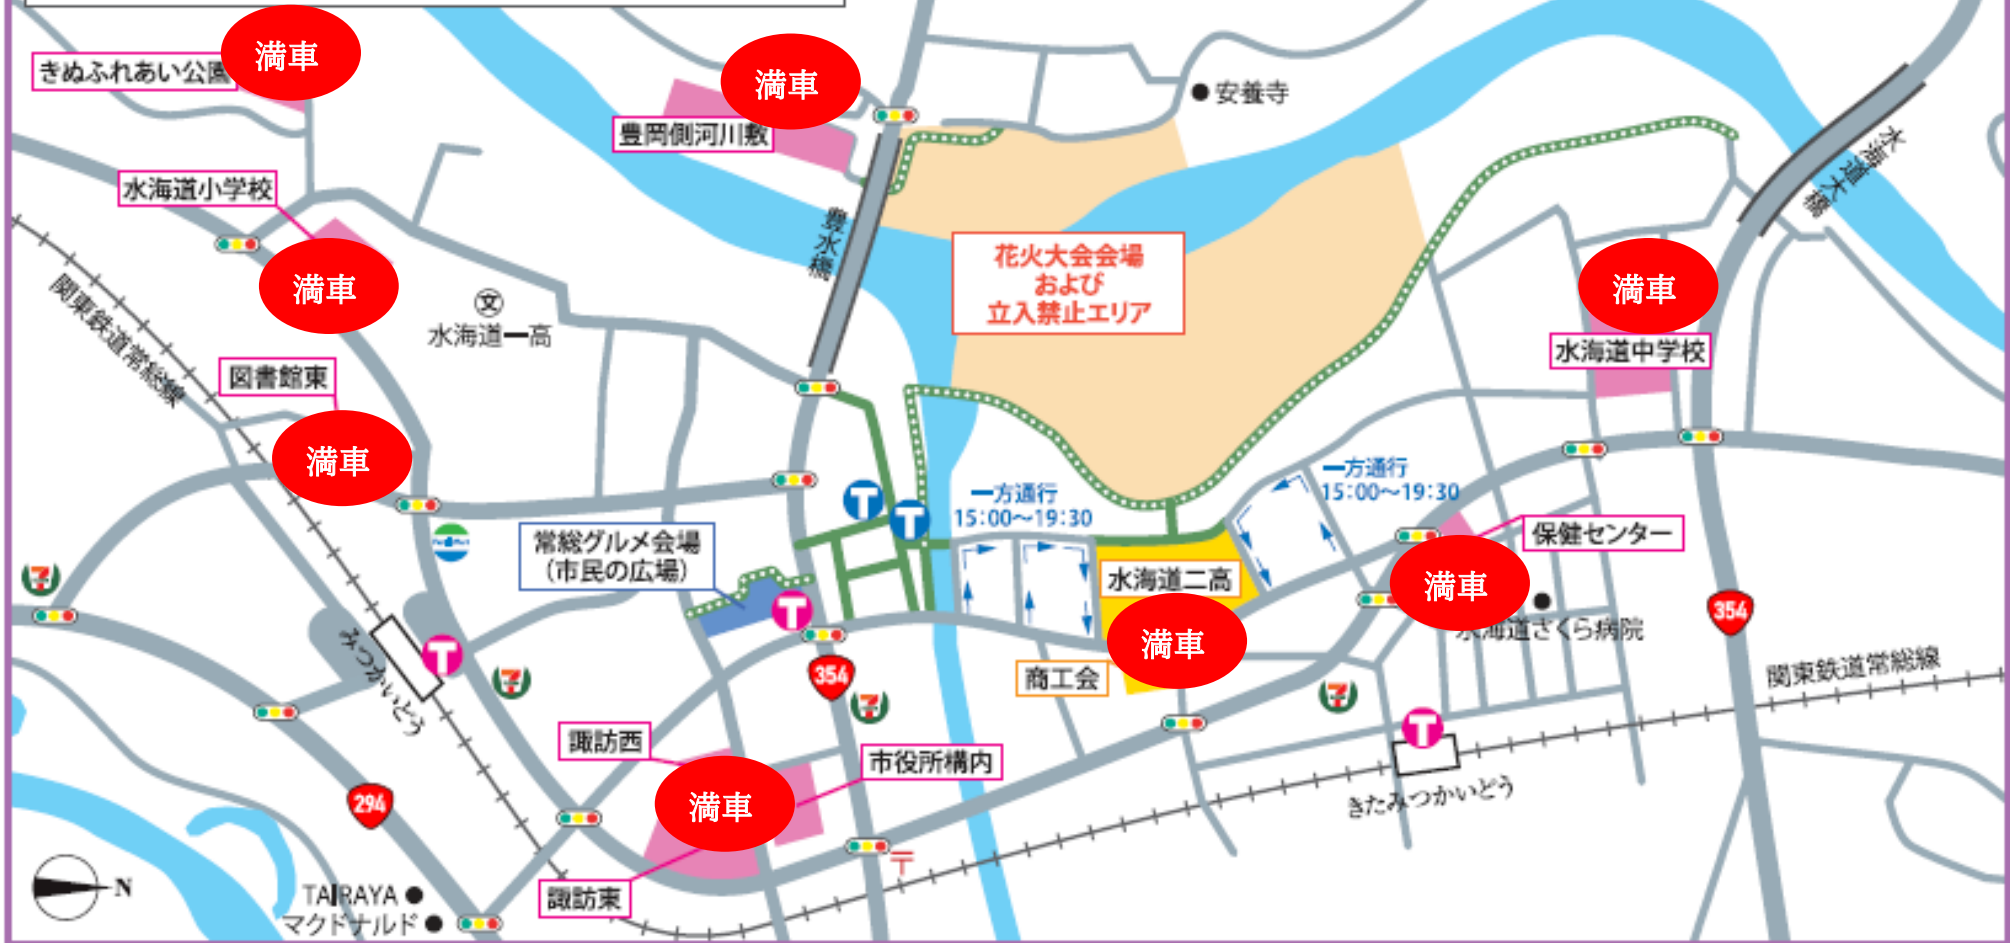 満車
きぬふれあい公園
満車
豊岡側河川敷
安養寺
水海道大橋
水海道小学校
満車
豊水橋
花火大会会場
および
立入禁止エリア
満車
水海道中学校
関東鉄道常総線
文
水海道一高
図書館東
満車
一方通行
15:00〜19:30
一方通行
15:00〜19:30
T
T
常総グルメ会場
(市民の広場)
T
水海道二高
満車
保健センター
満車
水海道さくら病院
354
みつかいどう
T
7
7
354
7
商工会
7
関東鉄道常総線
T
きたみつかいどう
諏訪西
満車
市役所構内
諏訪東
294
〒
N
TAIRAYA
マクドナルド